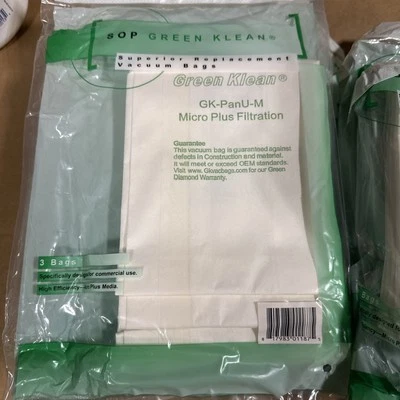 SOP GREEN KLEAN®
Superior Replacement
Vacuum Bags
Green Klean®
GK-PanU-M
Micro Plus Filtration
Guarantee
This vacuum bag is guaranteed against
defects in Construction and material.
It will meet or exceed OEM standards.
Visit www.Gkvacbags.com for our Green
Diamond Warranty.
3 Bags
Specifically design commercial use.
High Efficiency Plus Media.